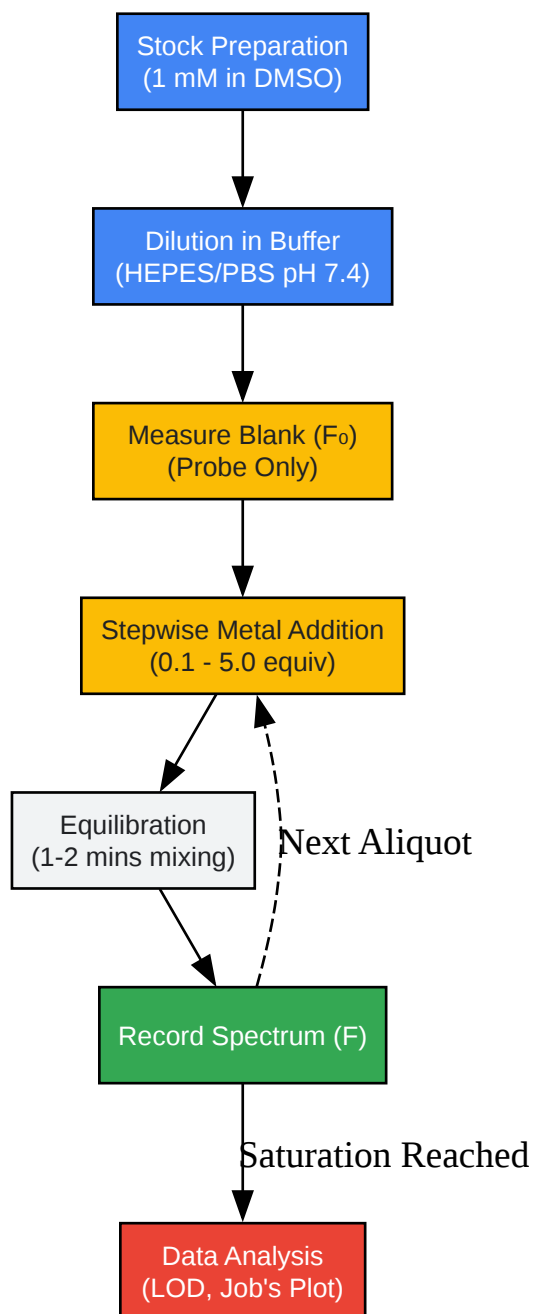 Stock Preparation
(1 mM in DMSO)
Dilution in Buffer
(HEPES/PBS pH 7.4)
Measure Blank (F₀)
(Probe Only)
Stepwise Metal Addition
(0.1 - 5.0 equiv)
Equilibration
(1-2 mins mixing)
Next Aliquot
Record Spectrum (F)
Saturation Reached
Data Analysis
(LOD, Job's Plot)